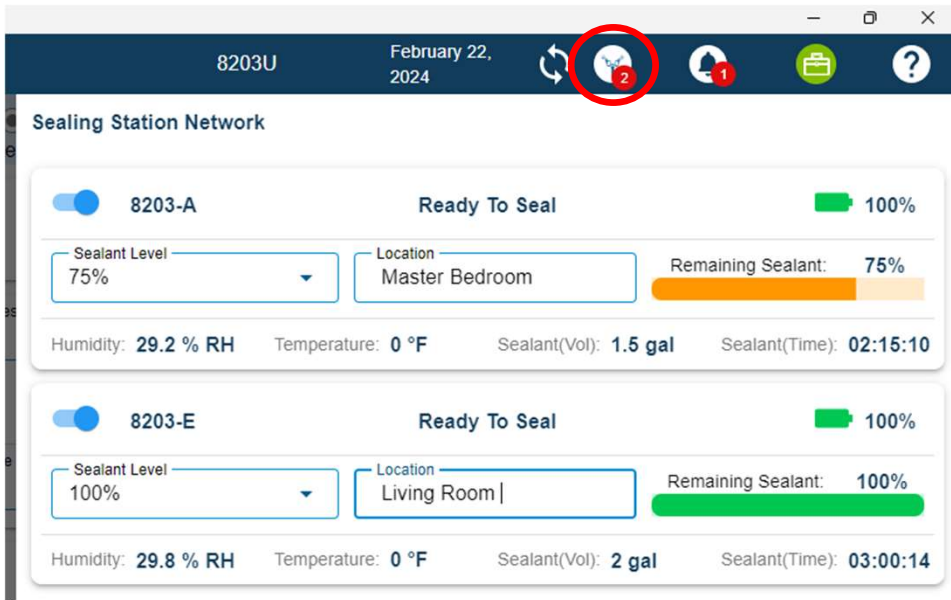 8203U
February 22,
2024
2
1
?
Sealing Station Network
8203-A Ready To Seal 100%
Sealant Level
75%
Location
Master Bedroom
Remaining Sealant: 75%
Humidity: 29.2 % RH Temperature: 0 °F Sealant(Vol): 1.5 gal Sealant(Time): 02:15:10
8203-E Ready To Seal 100%
Sealant Level
100%
Location
Living Room
Remaining Sealant: 100%
Humidity: 29.8 % RH Temperature: 0 °F Sealant(Vol): 2 gal Sealant(Time): 03:00:14